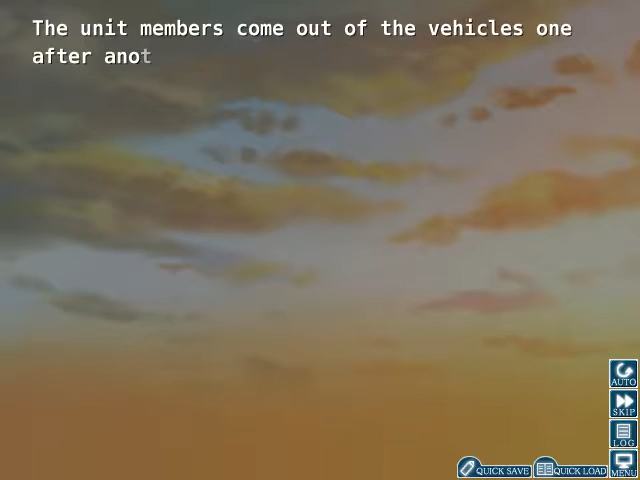 The unit members come out of the vehicles one
after anot
AUTO
SKIP
LOG
MENU
QUICK SAVE
QUICK LOAD